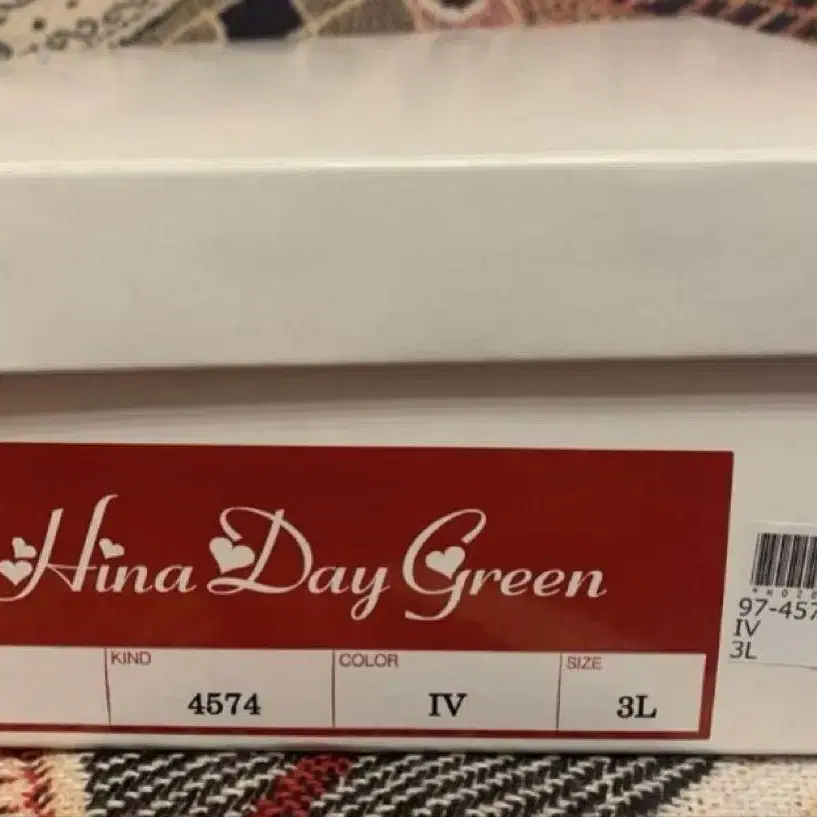 Hina Day Green
KIND
4574
COLOR
IV
SIZE
3L
97-457
IV
3L